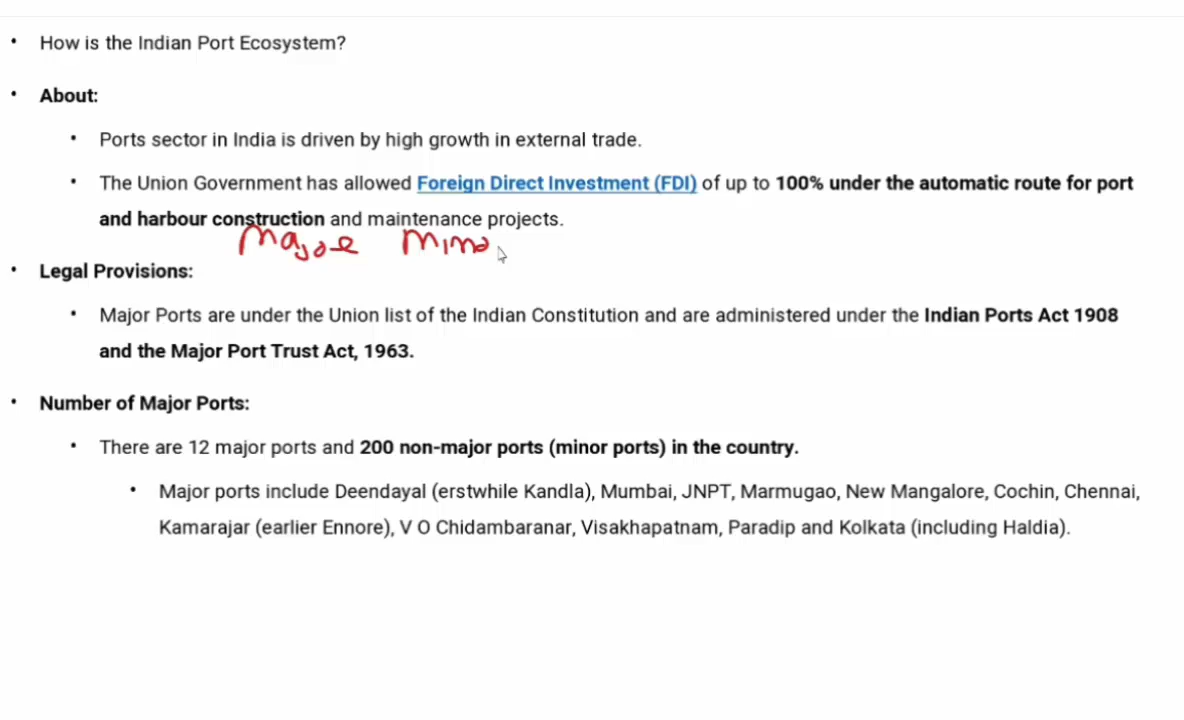 • How is the Indian Port Ecosystem?
• About:
• Ports sector in India is driven by high growth in external trade.
• The Union Government has allowed Foreign Direct Investment (FDI) of up to 100% under the automatic route for port
and harbour construction and maintenance projects.
Major Mino
• Legal Provisions:
• Major Ports are under the Union list of the Indian Constitution and are administered under the Indian Ports Act 1908
and the Major Port Trust Act, 1963.
• Number of Major Ports:
• There are 12 major ports and 200 non-major ports (minor ports) in the country.
• Major ports include Deendayal (erstwhile Kandla), Mumbai, JNPT, Marmugao, New Mangalore, Cochin, Chennai,
Kamarajar (earlier Ennore), V O Chidambaranar, Visakhapatnam, Paradip and Kolkata (including Haldia).